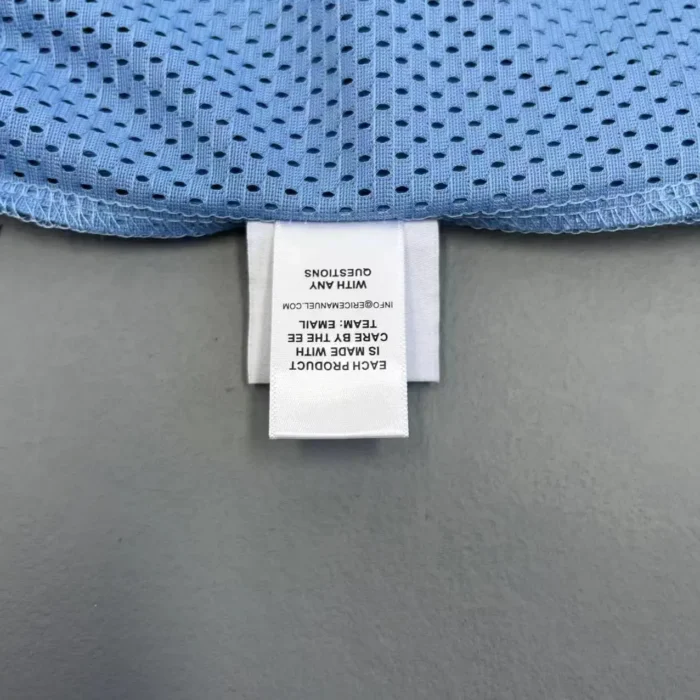 EACH PRODUCT
IS MADE WITH
CARE BY THE EE
TEAM: EMAIL
INFO@ERICEMANUEL.COM
WITH ANY
QUESTIONS